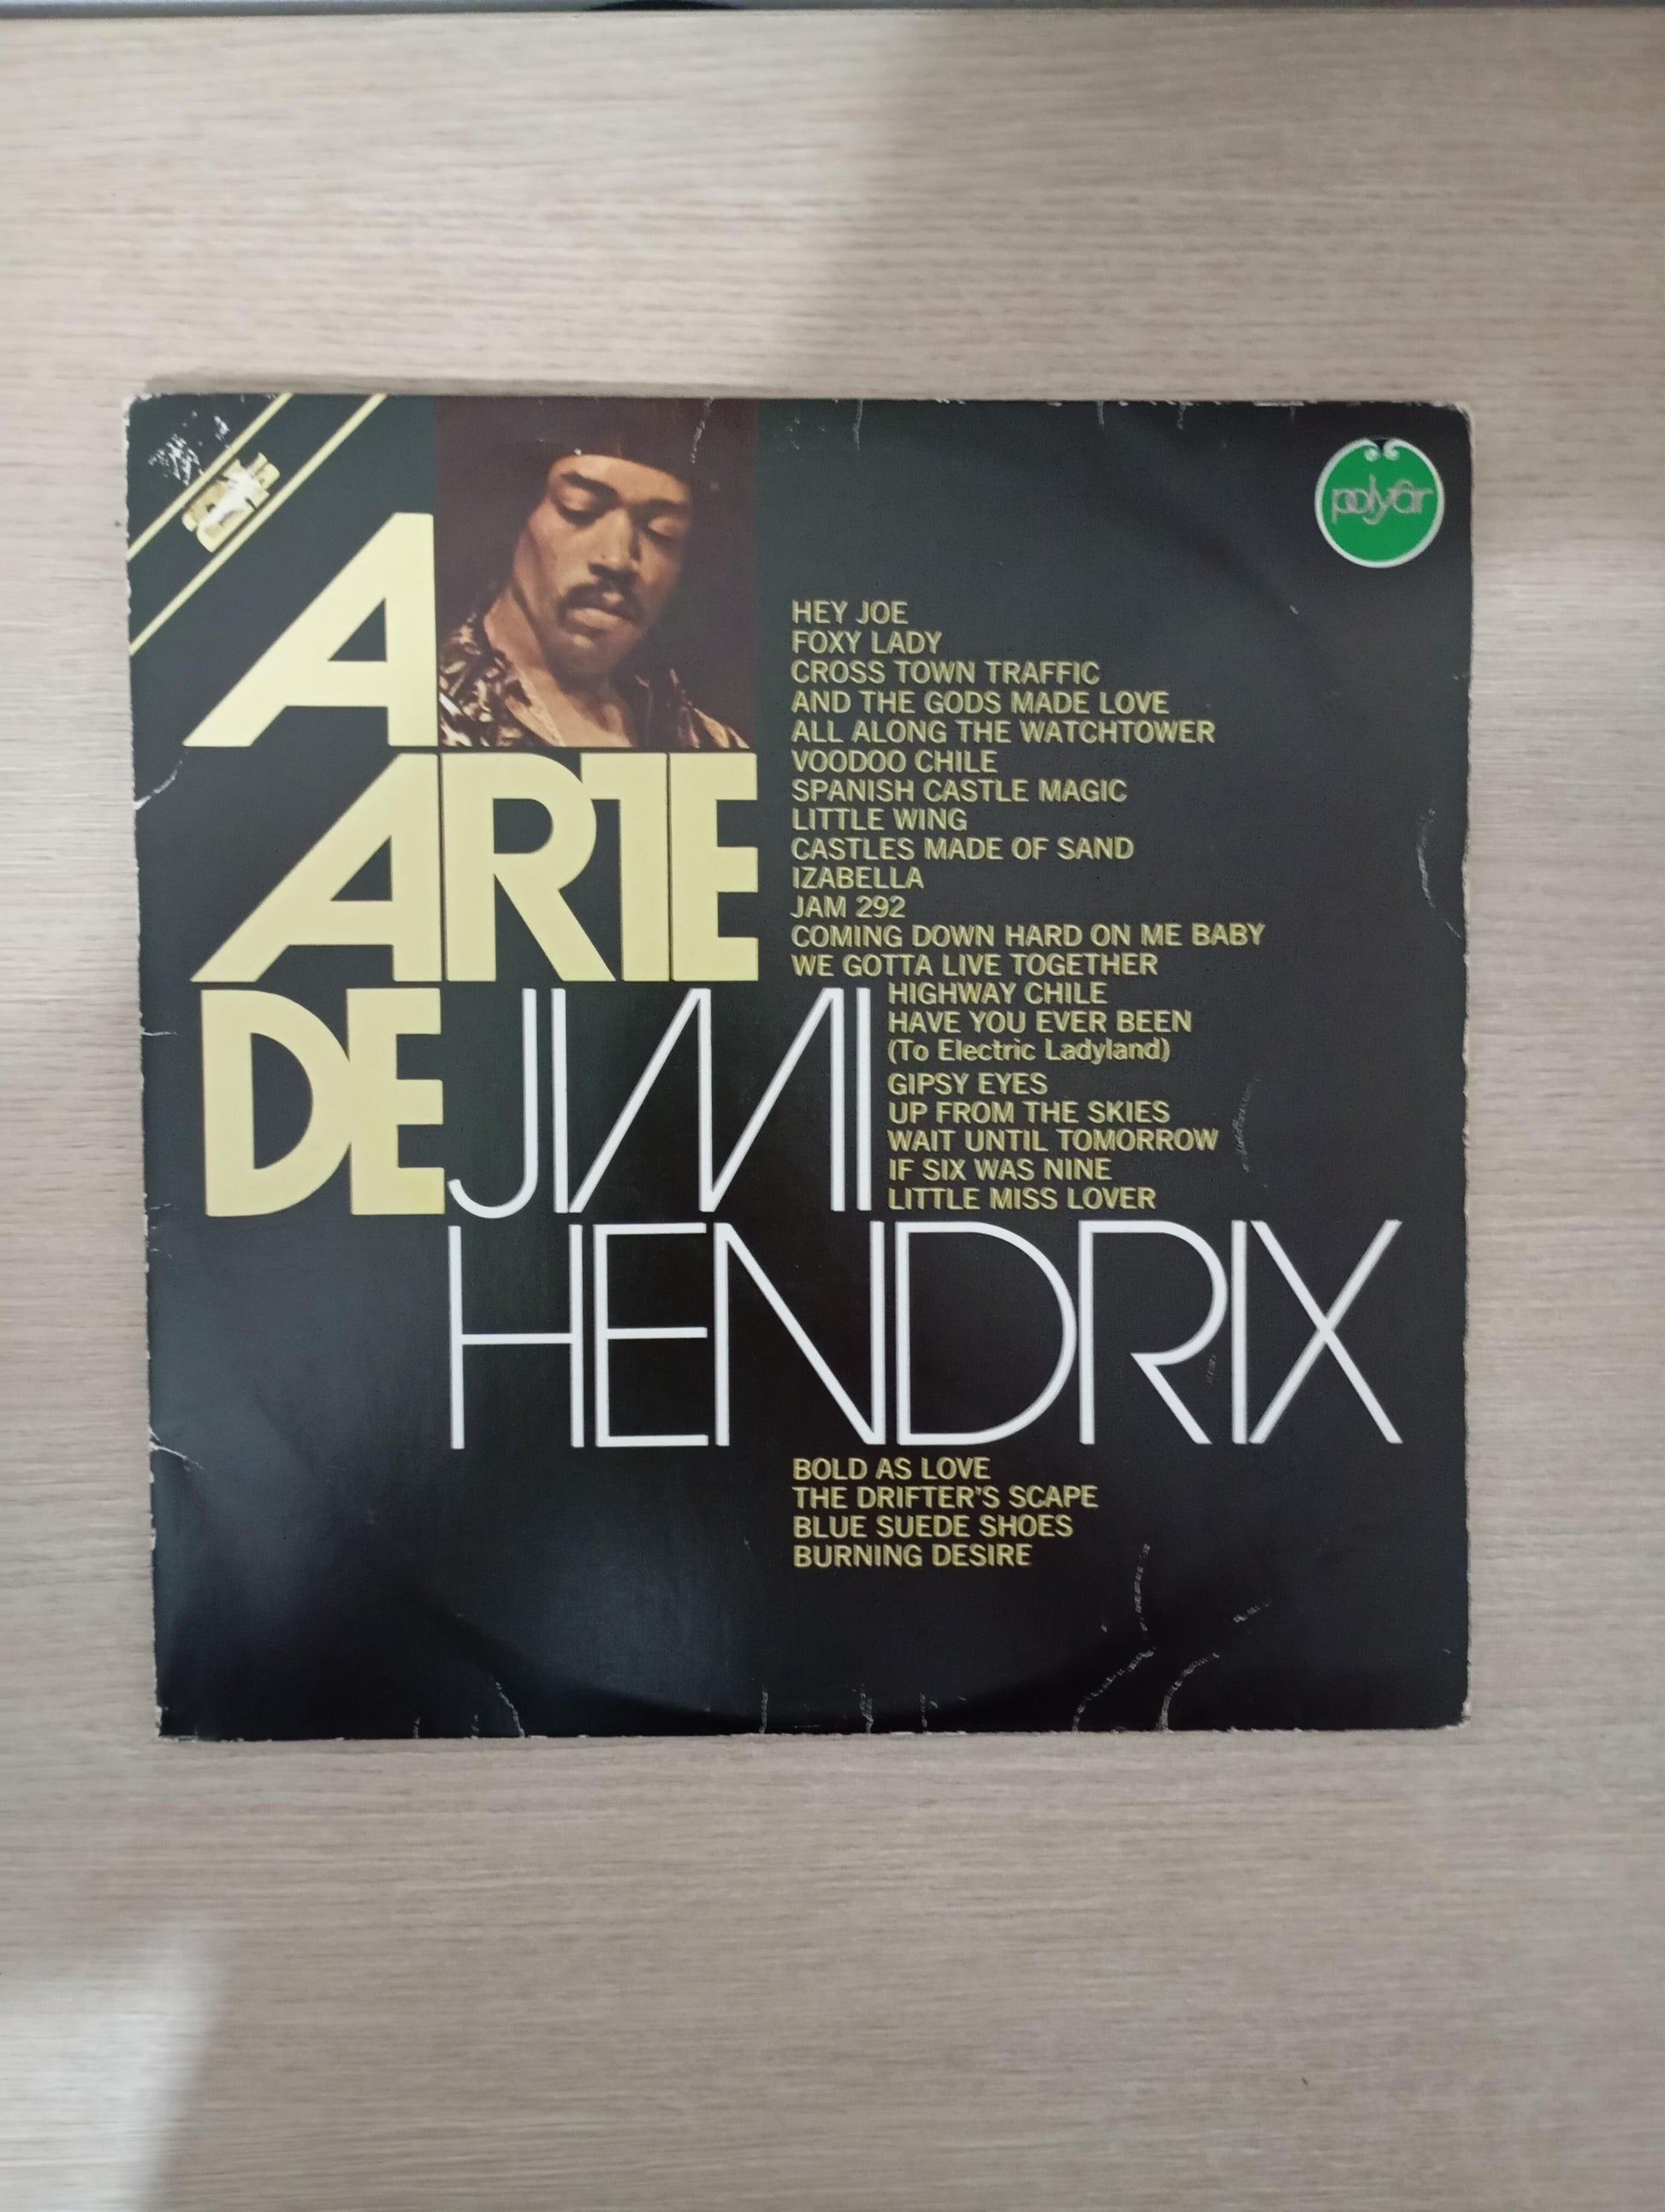 polyfar
A
ARTE
DE JIMI
HENDRIX
HEY JOE
FOXY LADY
CROSS TOWN TRAFFIC
AND THE GODS MADE LOVE
ALL ALONG THE WATCHTOWER
VOODOO CHILE
SPANISH CASTLE MAGIC
LITTLE WING
CASTLES MADE OF SAND
IZABELLA
JAM 292
COMING DOWN HARD ON ME BABY
WE GOTTA LIVE TOGETHER
HIGHWAY CHILE
HAVE YOU EVER BEEN
(To Electric Ladyland)
GIPSY EYES
UP FROM THE SKIES
WAIT UNTIL TOMORROW
IF SIX WAS NINE
LITTLE MISS LOVER
BOLD AS LOVE
THE DRIFTER'S SCAPE
BLUE SUEDE SHOES
BURNING DESIRE